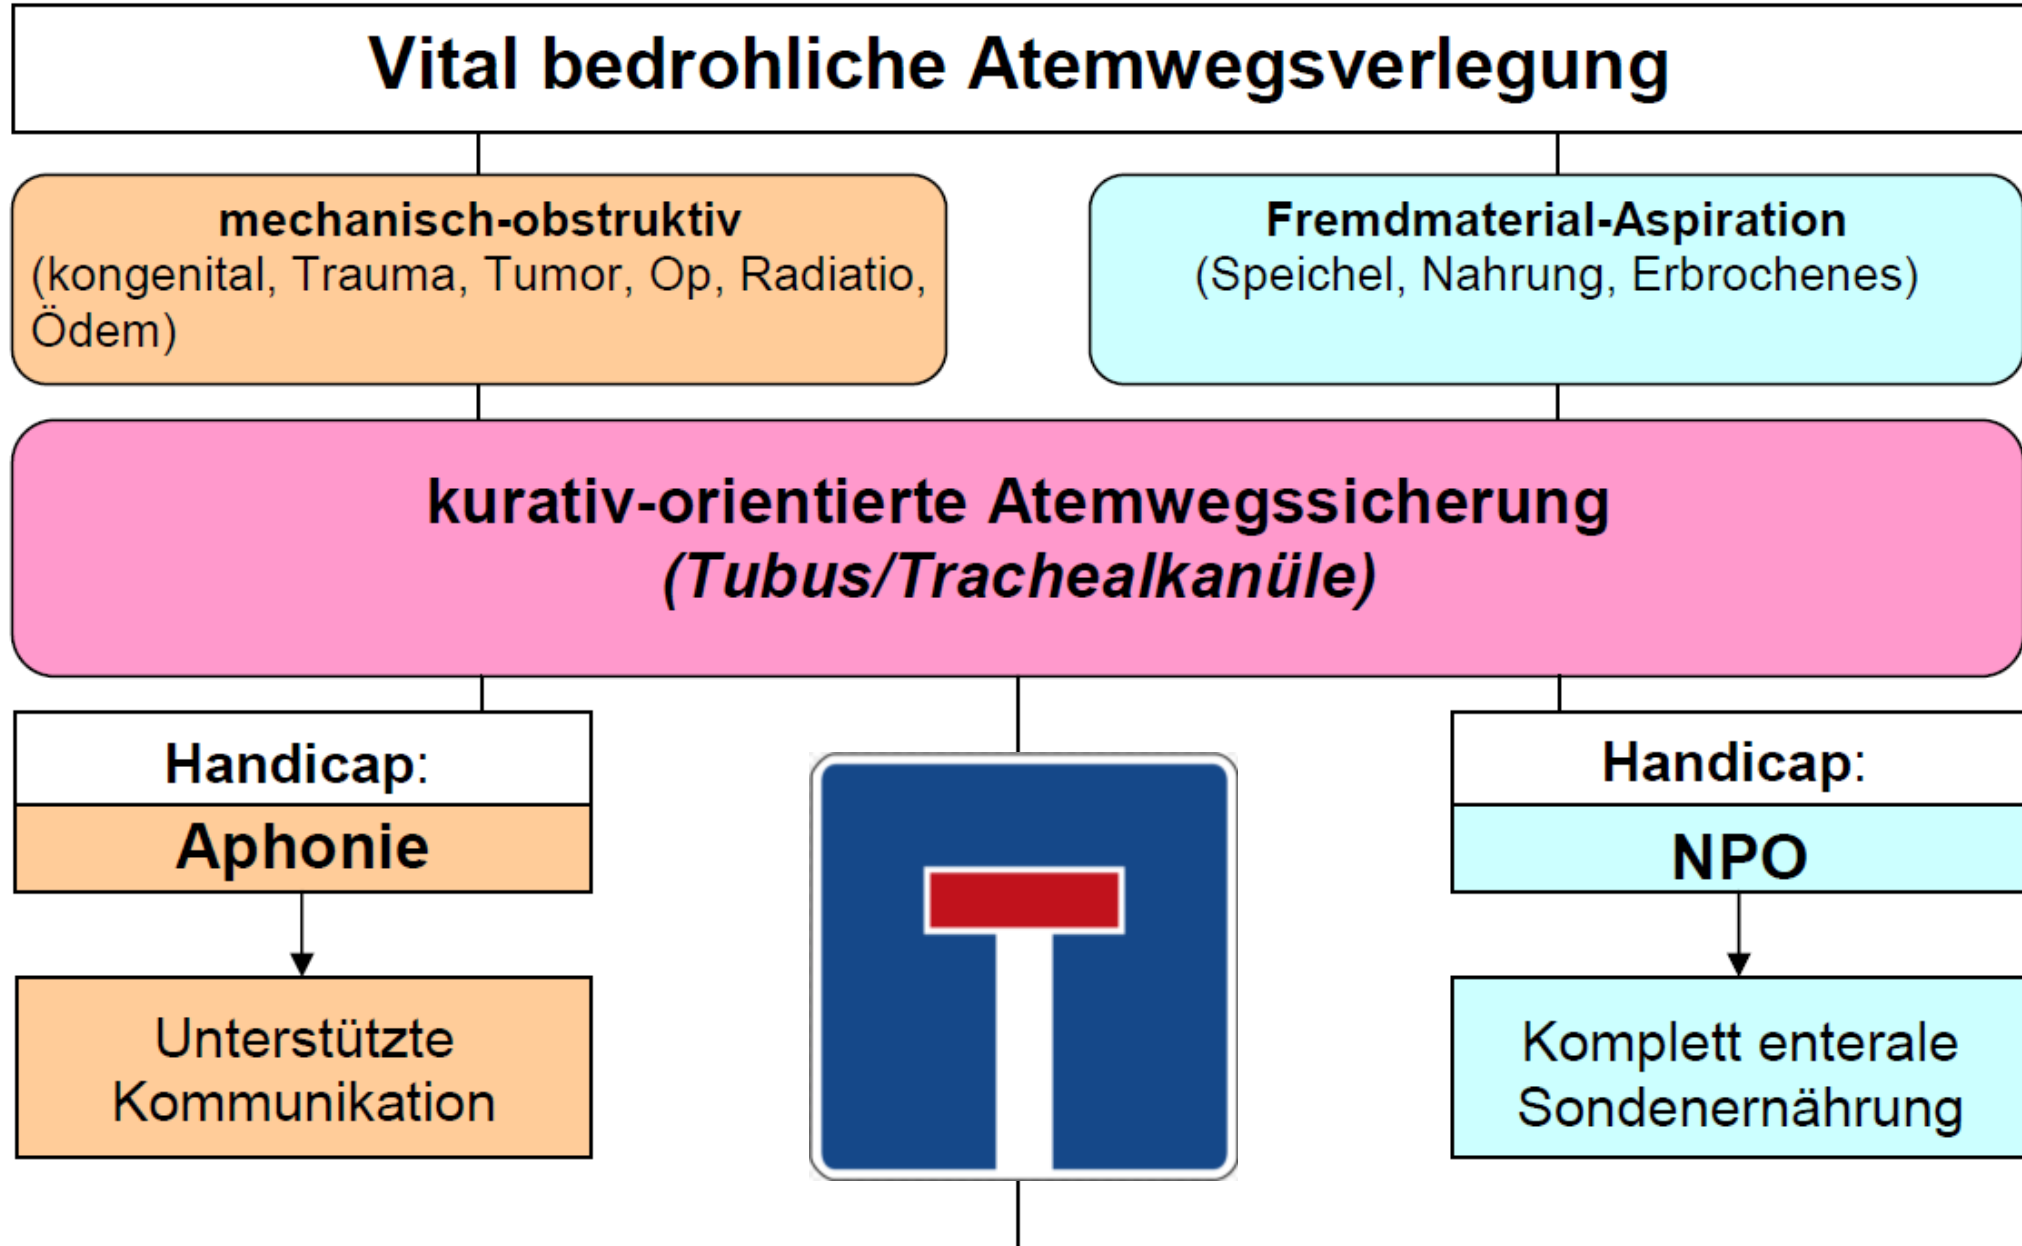 Vital bedrohliche Atemwegsverlegung
mechanisch-obstruktiv
(kongenital, Trauma, Tumor, Op, Radiatio,
Ödem)
Fremdmaterial-Aspiration
(Speichel, Nahrung, Erbrochenes)
kurativ-orientierte Atemwegssicherung
(Tubus/Trachealkanüle)
Handicap:
Aphonie
Unterstützte
Kommunikation
Handicap:
NPO
Komplett enterale
Sondenernährung